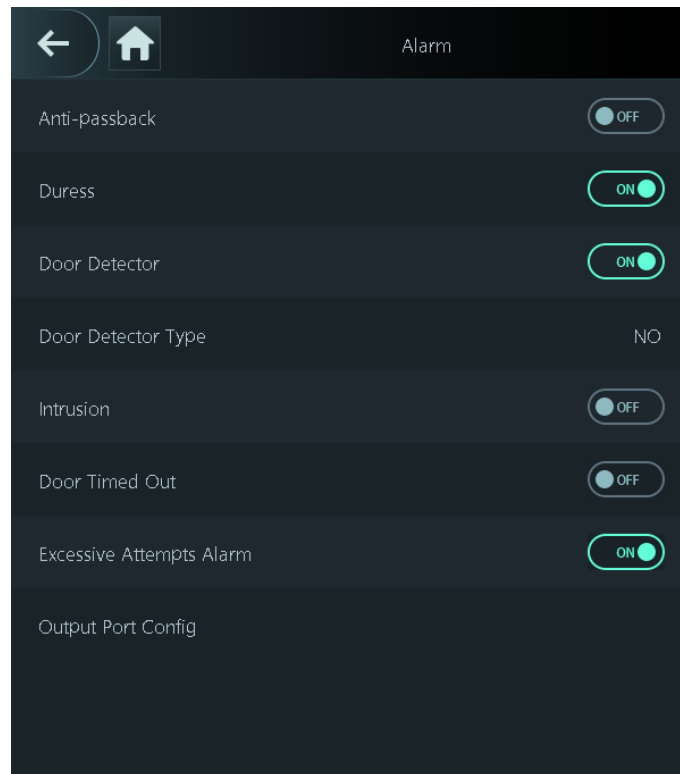 Alarm
Anti-passback OFF
Duress ON
Door Detector ON
Door Detector Type NO
Intrusion OFF
Door Timed Out OFF
Excessive Attempts Alarm ON
Output Port Config